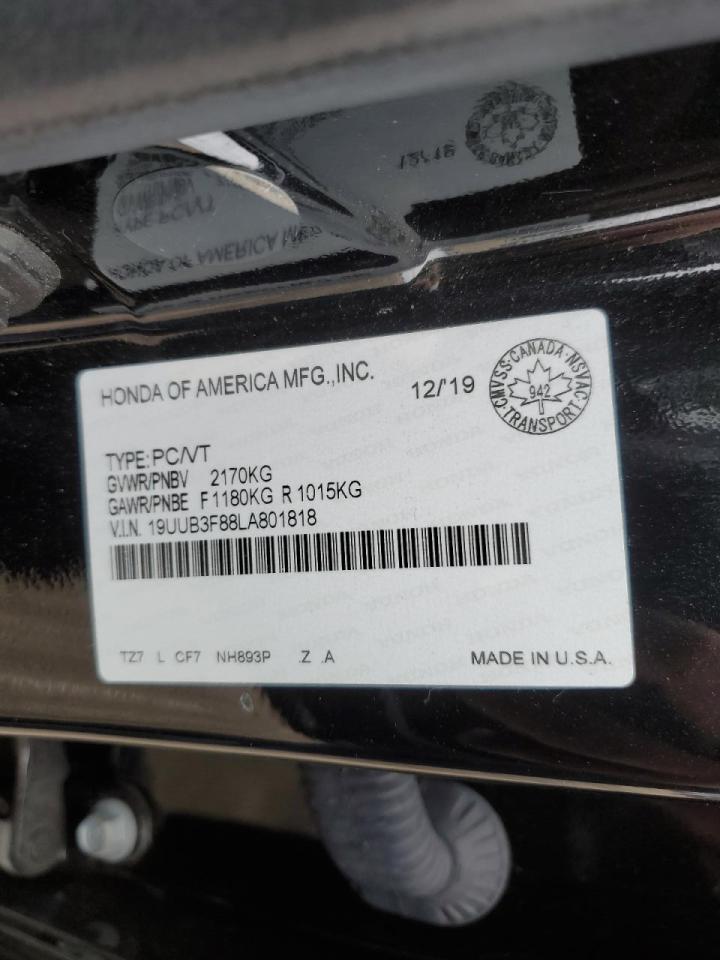 HONDA OF AMERICA MFG.,INC.
12/'19
CMVSS·CANADA·NSVAC
942
TRANSPORT
TYPE: PC/VT
GVWR/PNBV 2170KG
GAWR/PNBE F 1180KG R 1015KG
V.I.N. 19UUB3F88LA801818
TZ7 L CF7 NH893P .Z .A
MADE IN U.S.A.